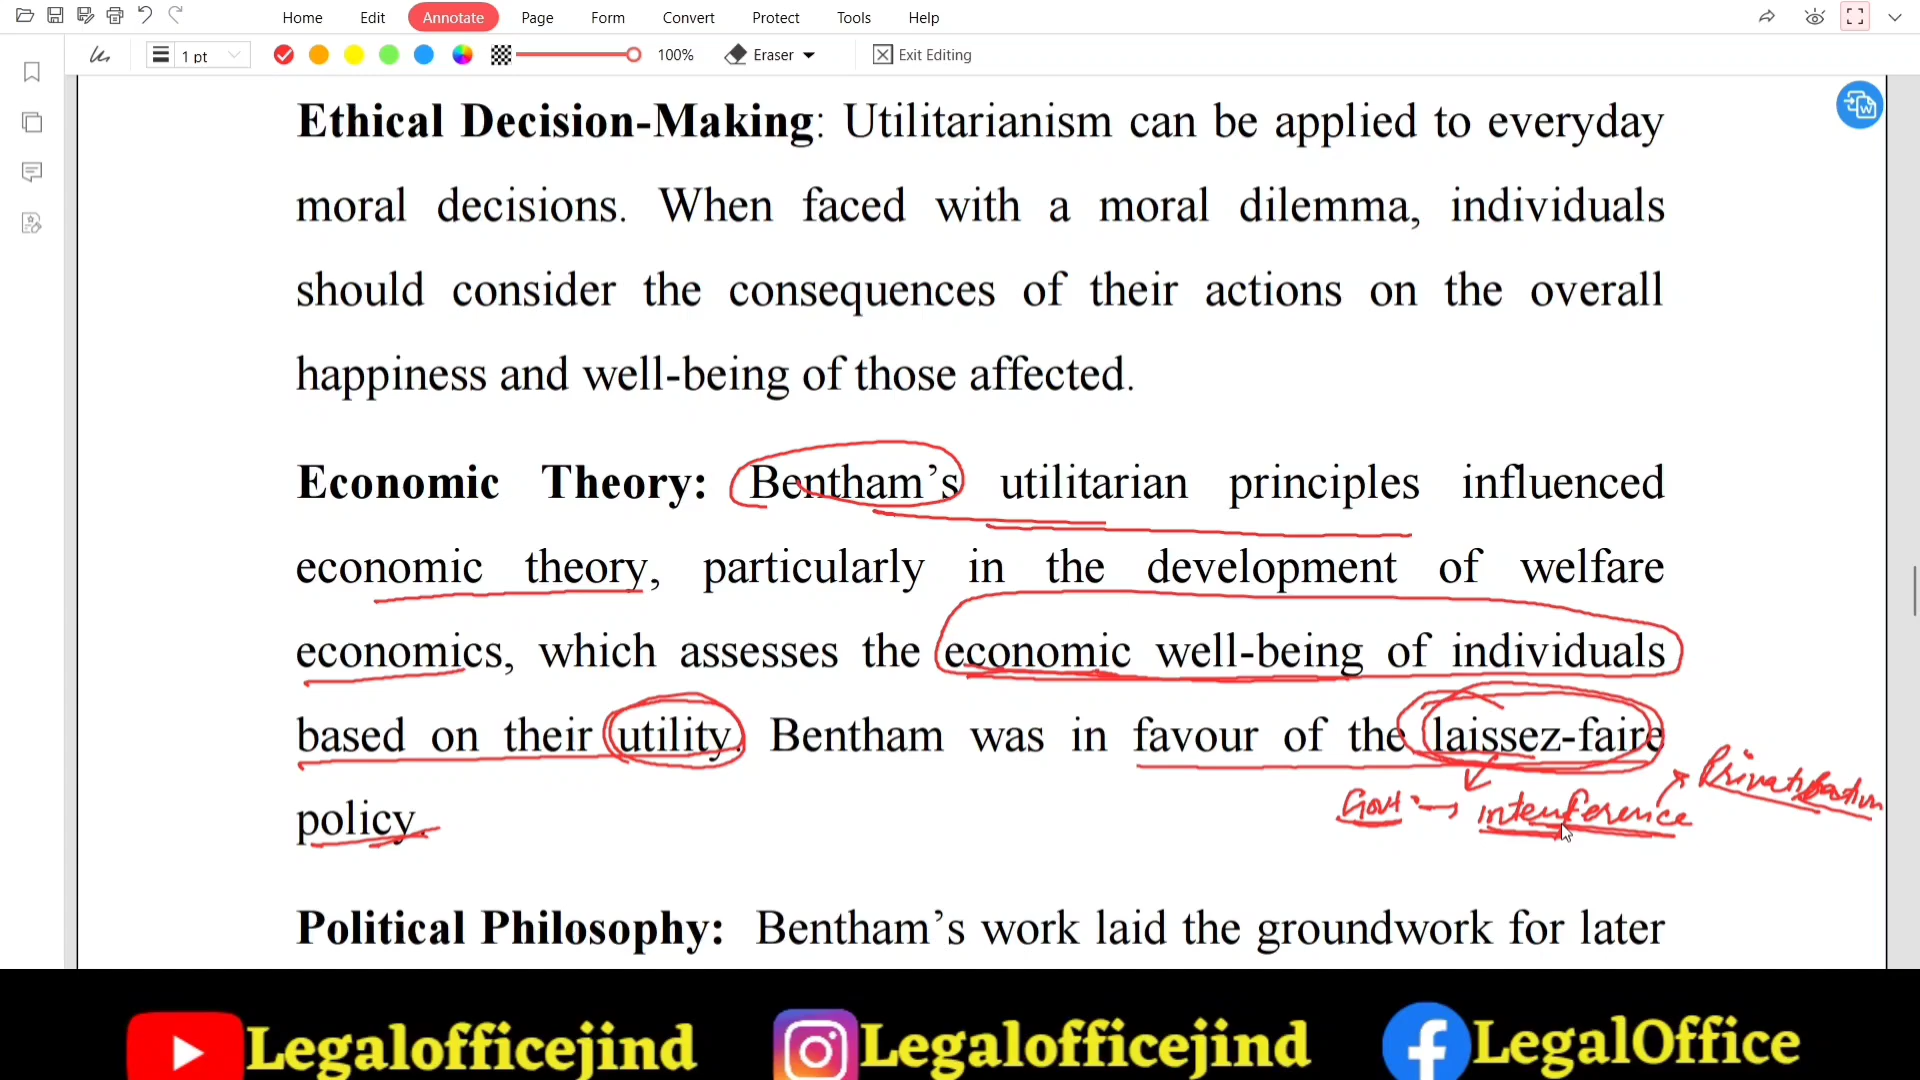 Home Edit Annotate Page Form Convert Protect Tools Help
1 pt 100% Eraser Exit Editing
Ethical Decision-Making: Utilitarianism can be applied to everyday
moral decisions. When faced with a moral dilemma, individuals
should consider the consequences of their actions on the overall
happiness and well-being of those affected.
Economic Theory: Bentham’s utilitarian principles influenced
economic theory, particularly in the development of welfare
economics, which assesses the economic well-being of individuals
based on their utility. Bentham was in favour of the laissez-faire
policy.
Govt interference
Political Philosophy: Bentham’s work laid the groundwork for later
Legalofficejind Legalofficejind LegalOffice